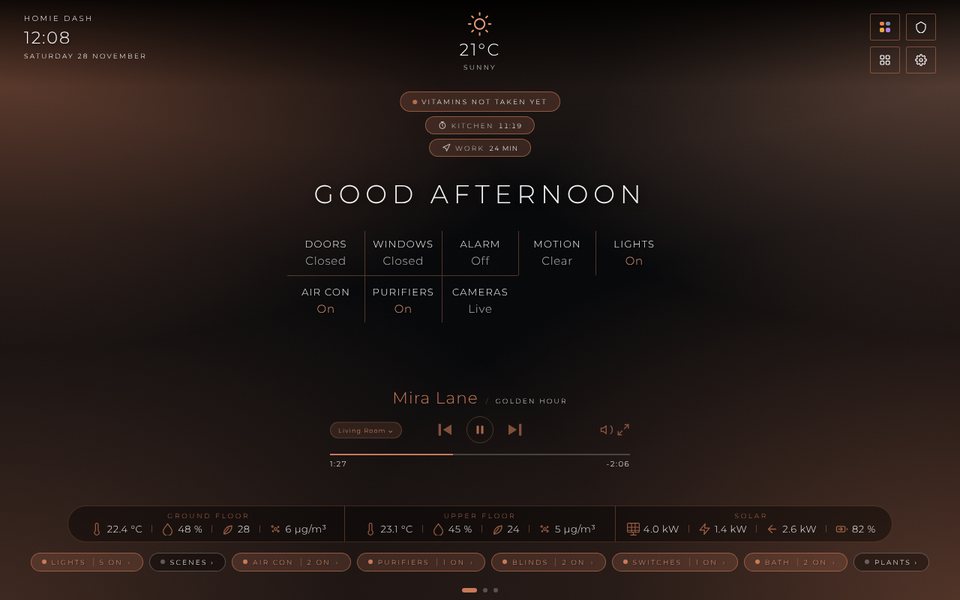 HOMIE DASH
12:08
SATURDAY 28 NOVEMBER
21°C
SUNNY
VITAMINS NOT TAKEN YET
KITCHEN 11:19
WORK 24 MIN
GOOD AFTERNOON
DOORS WINDOWS ALARM MOTION LIGHTS
Closed Closed Off Clear On
AIR CON PURIFIERS CAMERAS
On On Live
Mira Lane / GOLDEN HOUR
Living Room
1:27 -2:06
GROUND FLOOR UPPER FLOOR SOLAR
22.4 °C 48 % 28 6 µg/m³ 23.1 °C 45 % 24 5 µg/m³ 4.0 kW 1.4 kW 2.6 kW 82 %
LIGHTS 5 ON › SCENES › AIR CON 2 ON › PURIFIERS 1 ON › BLINDS 2 ON › SWITCHES 1 ON › BATH 2 ON › PLANTS ›